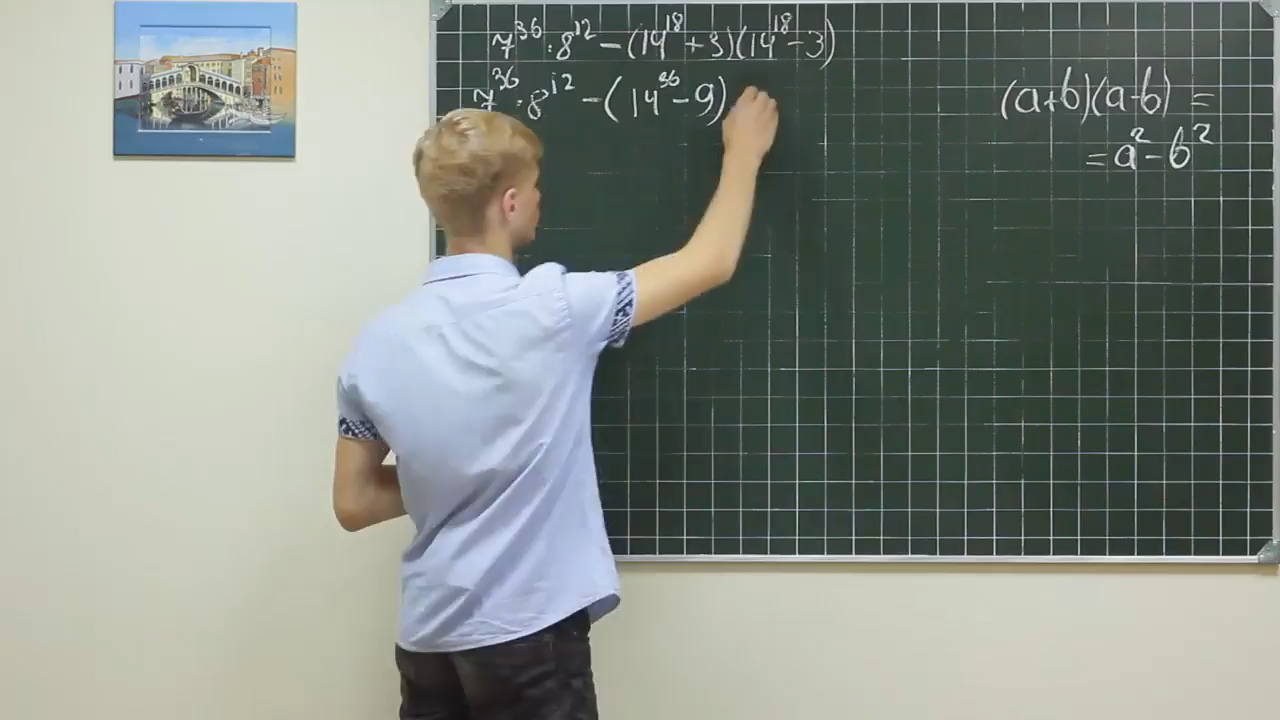 7³⁶·8¹²-(14¹⁸+3)(14¹⁸-3)
7³⁶·8¹²-(14³⁶-9)
(a+b)(a-b)=
=a²-b²